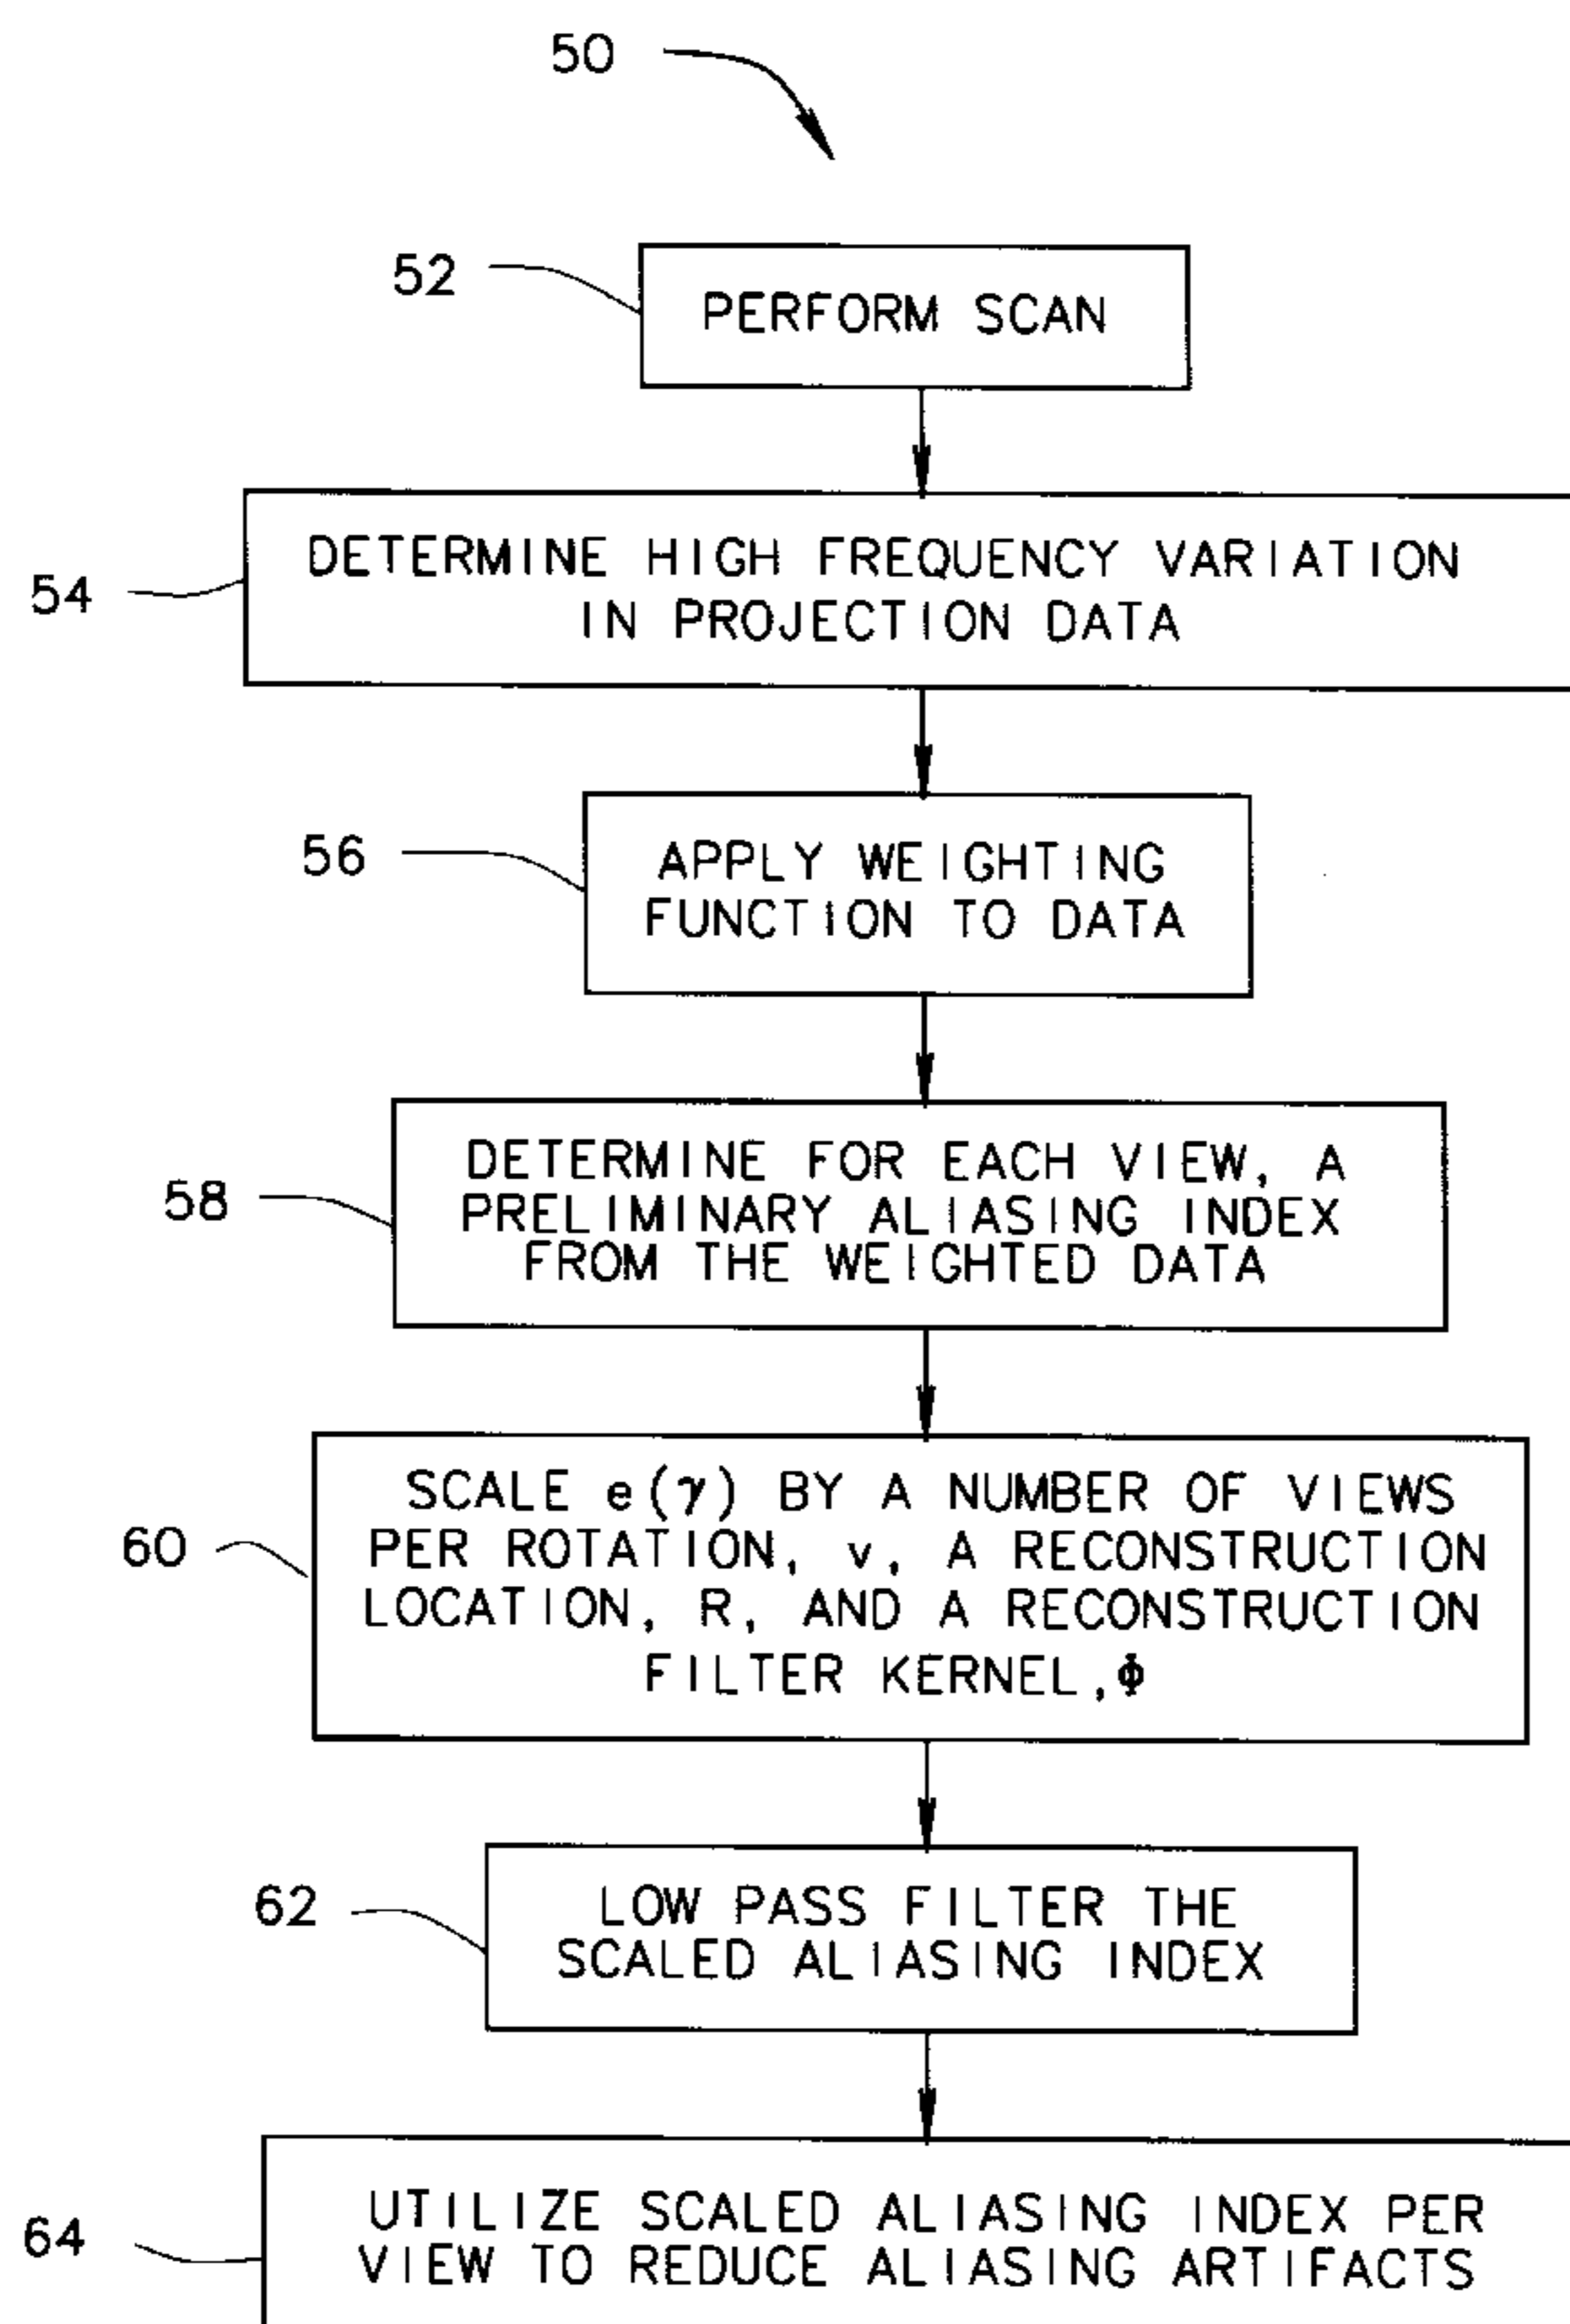 50
52
PERFORM SCAN
54
DETERMINE HIGH FREQUENCY VARIATION
IN PROJECTION DATA
56
APPLY WEIGHTING
FUNCTION TO DATA
58
DETERMINE FOR EACH VIEW, A
PRELIMINARY ALIASING INDEX
FROM THE WEIGHTED DATA
60
SCALE e(γ) BY A NUMBER OF VIEWS
PER ROTATION, v, A RECONSTRUCTION
LOCATION, R, AND A RECONSTRUCTION
FILTER KERNEL,Φ
62
LOW PASS FILTER THE
SCALED ALIASING INDEX
64
UTILIZE SCALED ALIASING INDEX PER
VIEW TO REDUCE ALIASING ARTIFACTS